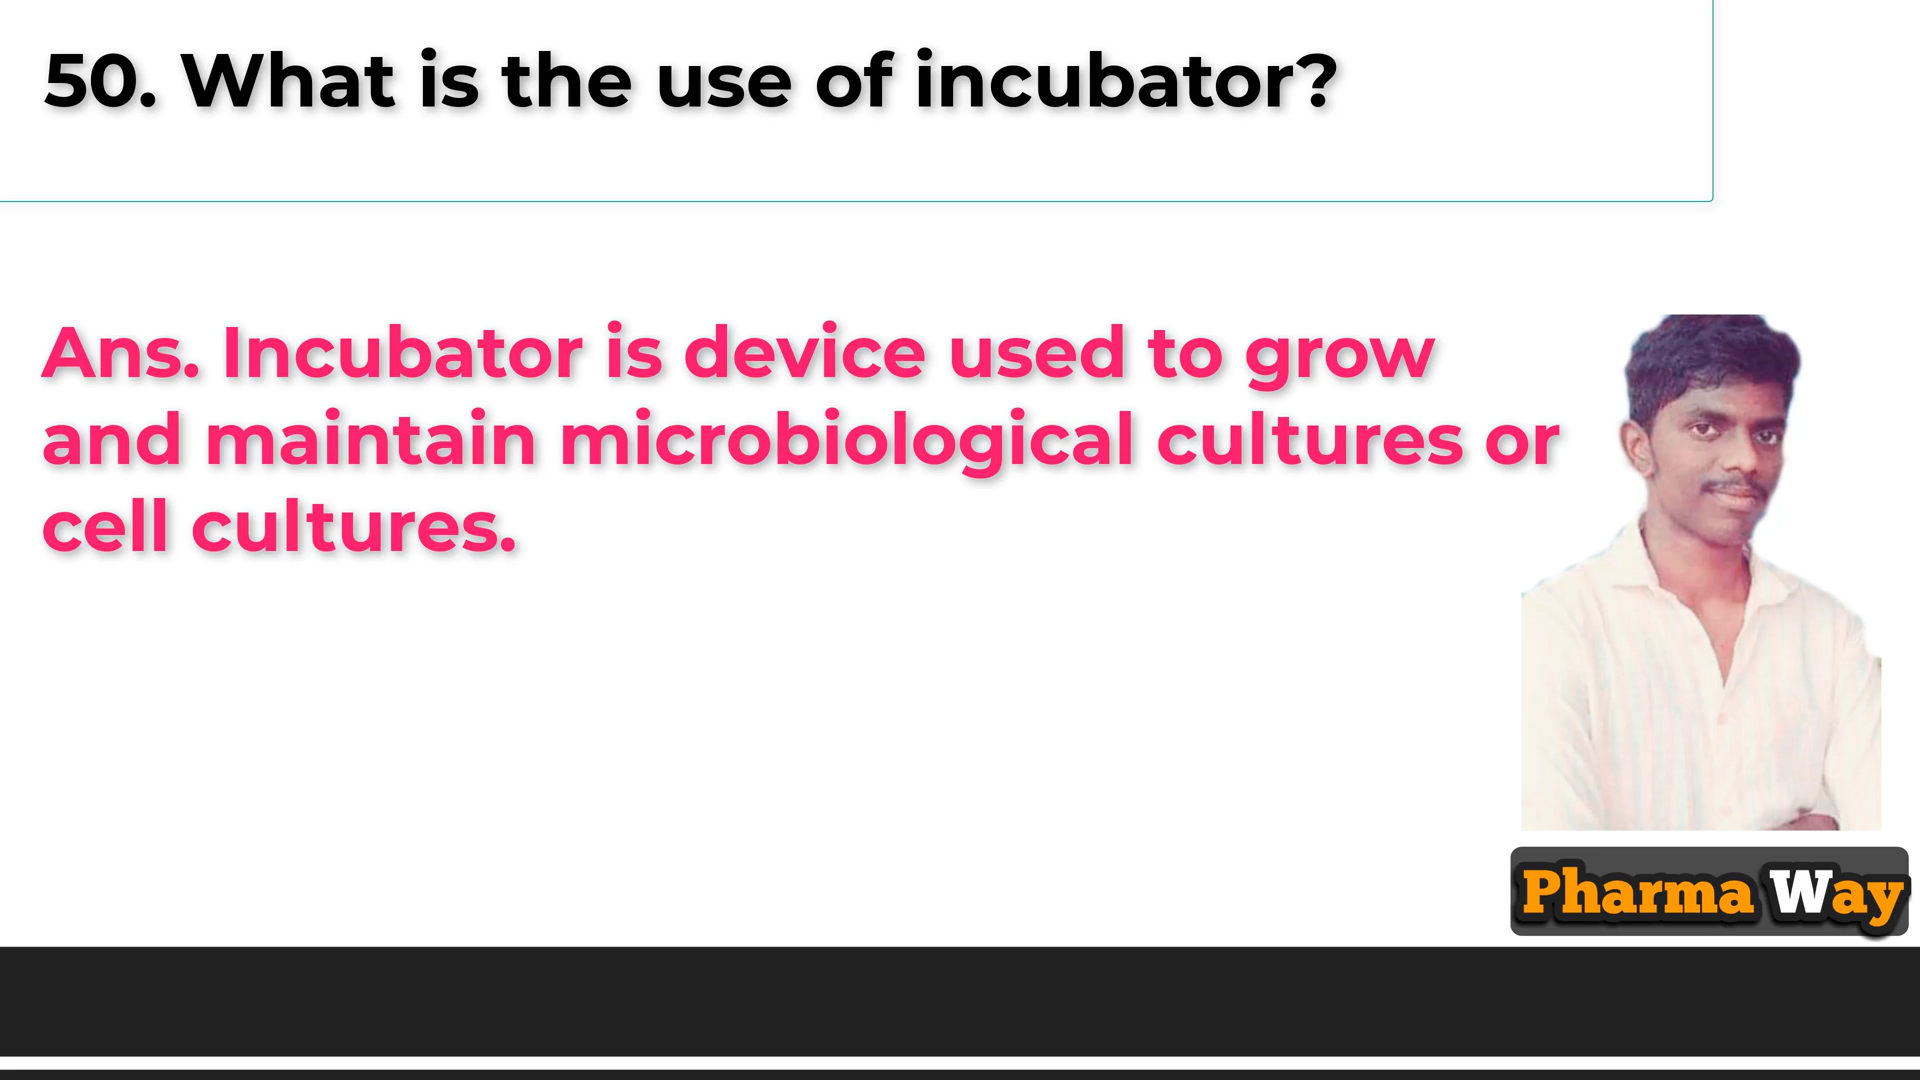 50. What is the use of incubator?
Ans. Incubator is device used to grow
and maintain microbiological cultures or
cell cultures.
Pharma Way